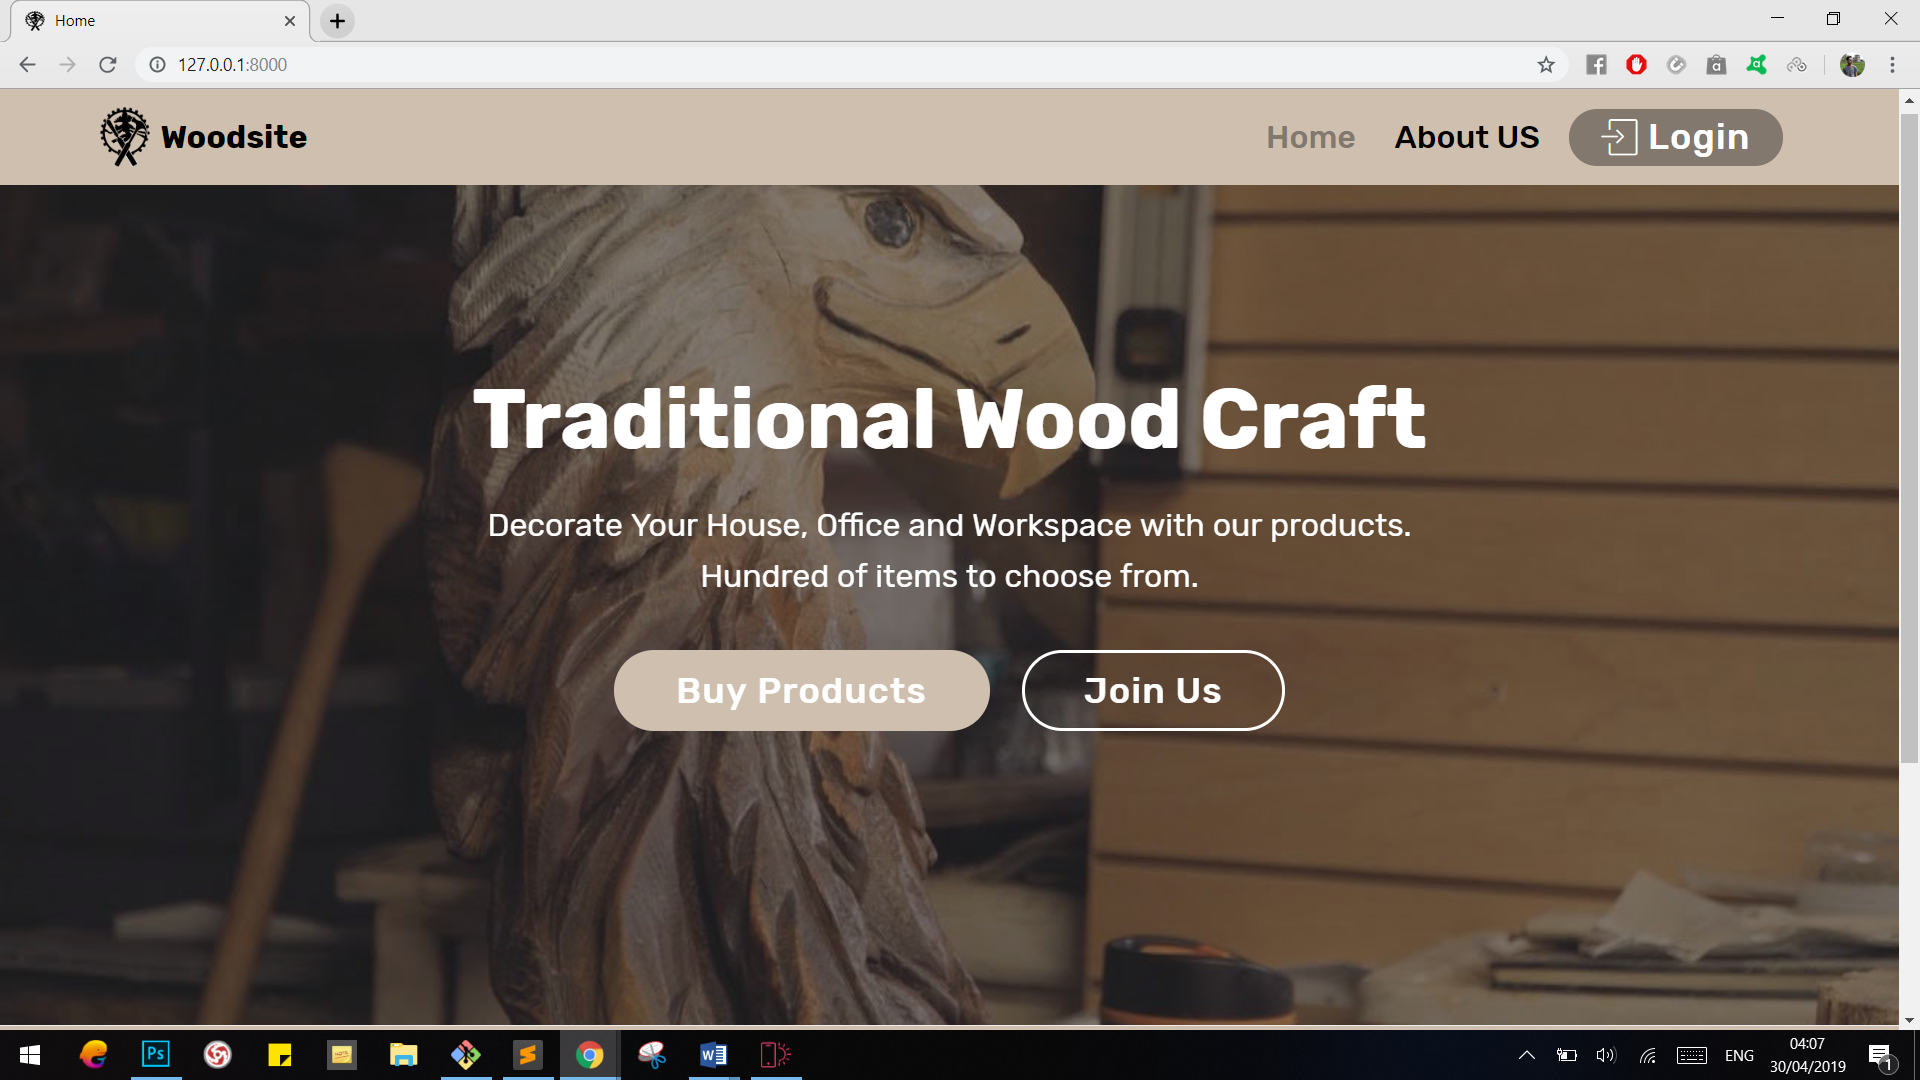 Home
127.0.0.1:8000
Woodsite
Home
About US
Login
Traditional Wood Craft
Decorate Your House, Office and Workspace with our products.
Hundred of items to choose from.
Buy Products
Join Us
Ps
W
ENG
04:07
30/04/2019
1